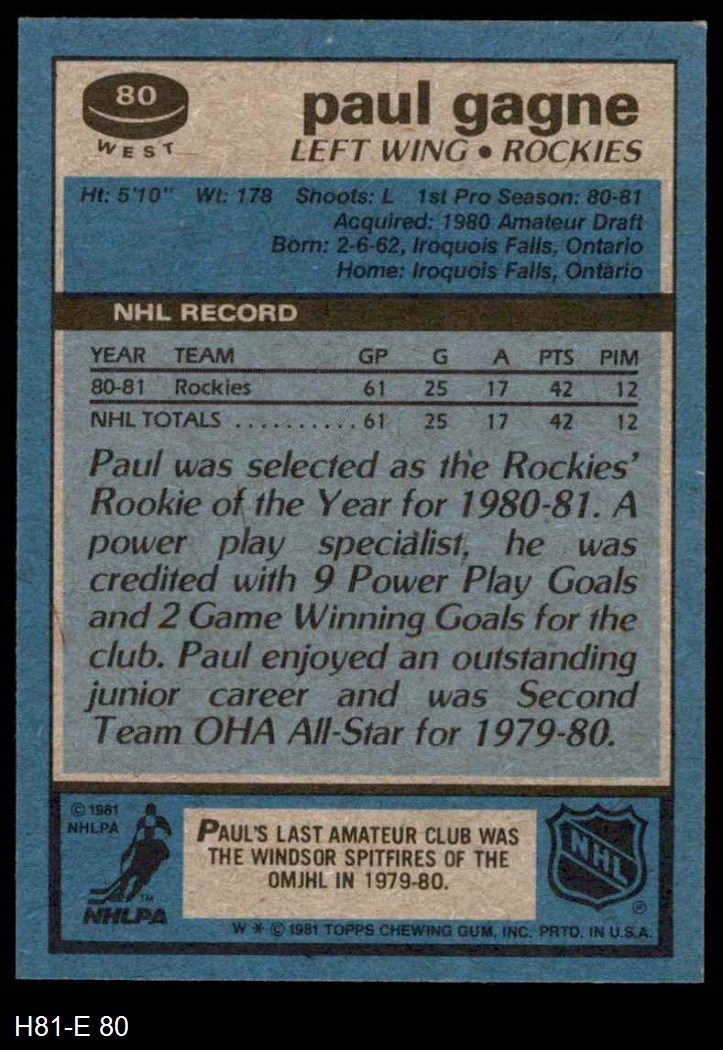 80
WEST
paul gagne
LEFT WING • ROCKIES
Ht: 5'10" Wt: 178 Shoots: L 1st Pro Season: 80-81
Acquired: 1980 Amateur Draft
Born: 2-6-62, Iroquois Falls, Ontario
Home: Iroquois Falls, Ontario
NHL RECORD
YEAR TEAM GP G A PTS PIM
80-81 Rockies 61 25 17 42 12
NHL TOTALS .......... 61 25 17 42 12
Paul was selected as the Rockies'
Rookie of the Year for 1980-81. A
power play specialist, he was
credited with 9 Power Play Goals
and 2 Game Winning Goals for the
club. Paul enjoyed an outstanding
junior career and was Second
Team OHA All-Star for 1979-80.
© 1981
NHLPA
TM
NHLPA
PAUL'S LAST AMATEUR CLUB WAS
THE WINDSOR SPITFIRES OF THE
OMJHL IN 1979-80.
NHL
®
W * © 1981 TOPPS CHEWING GUM, INC. PRTD. IN U.S.A.
H81-E 80